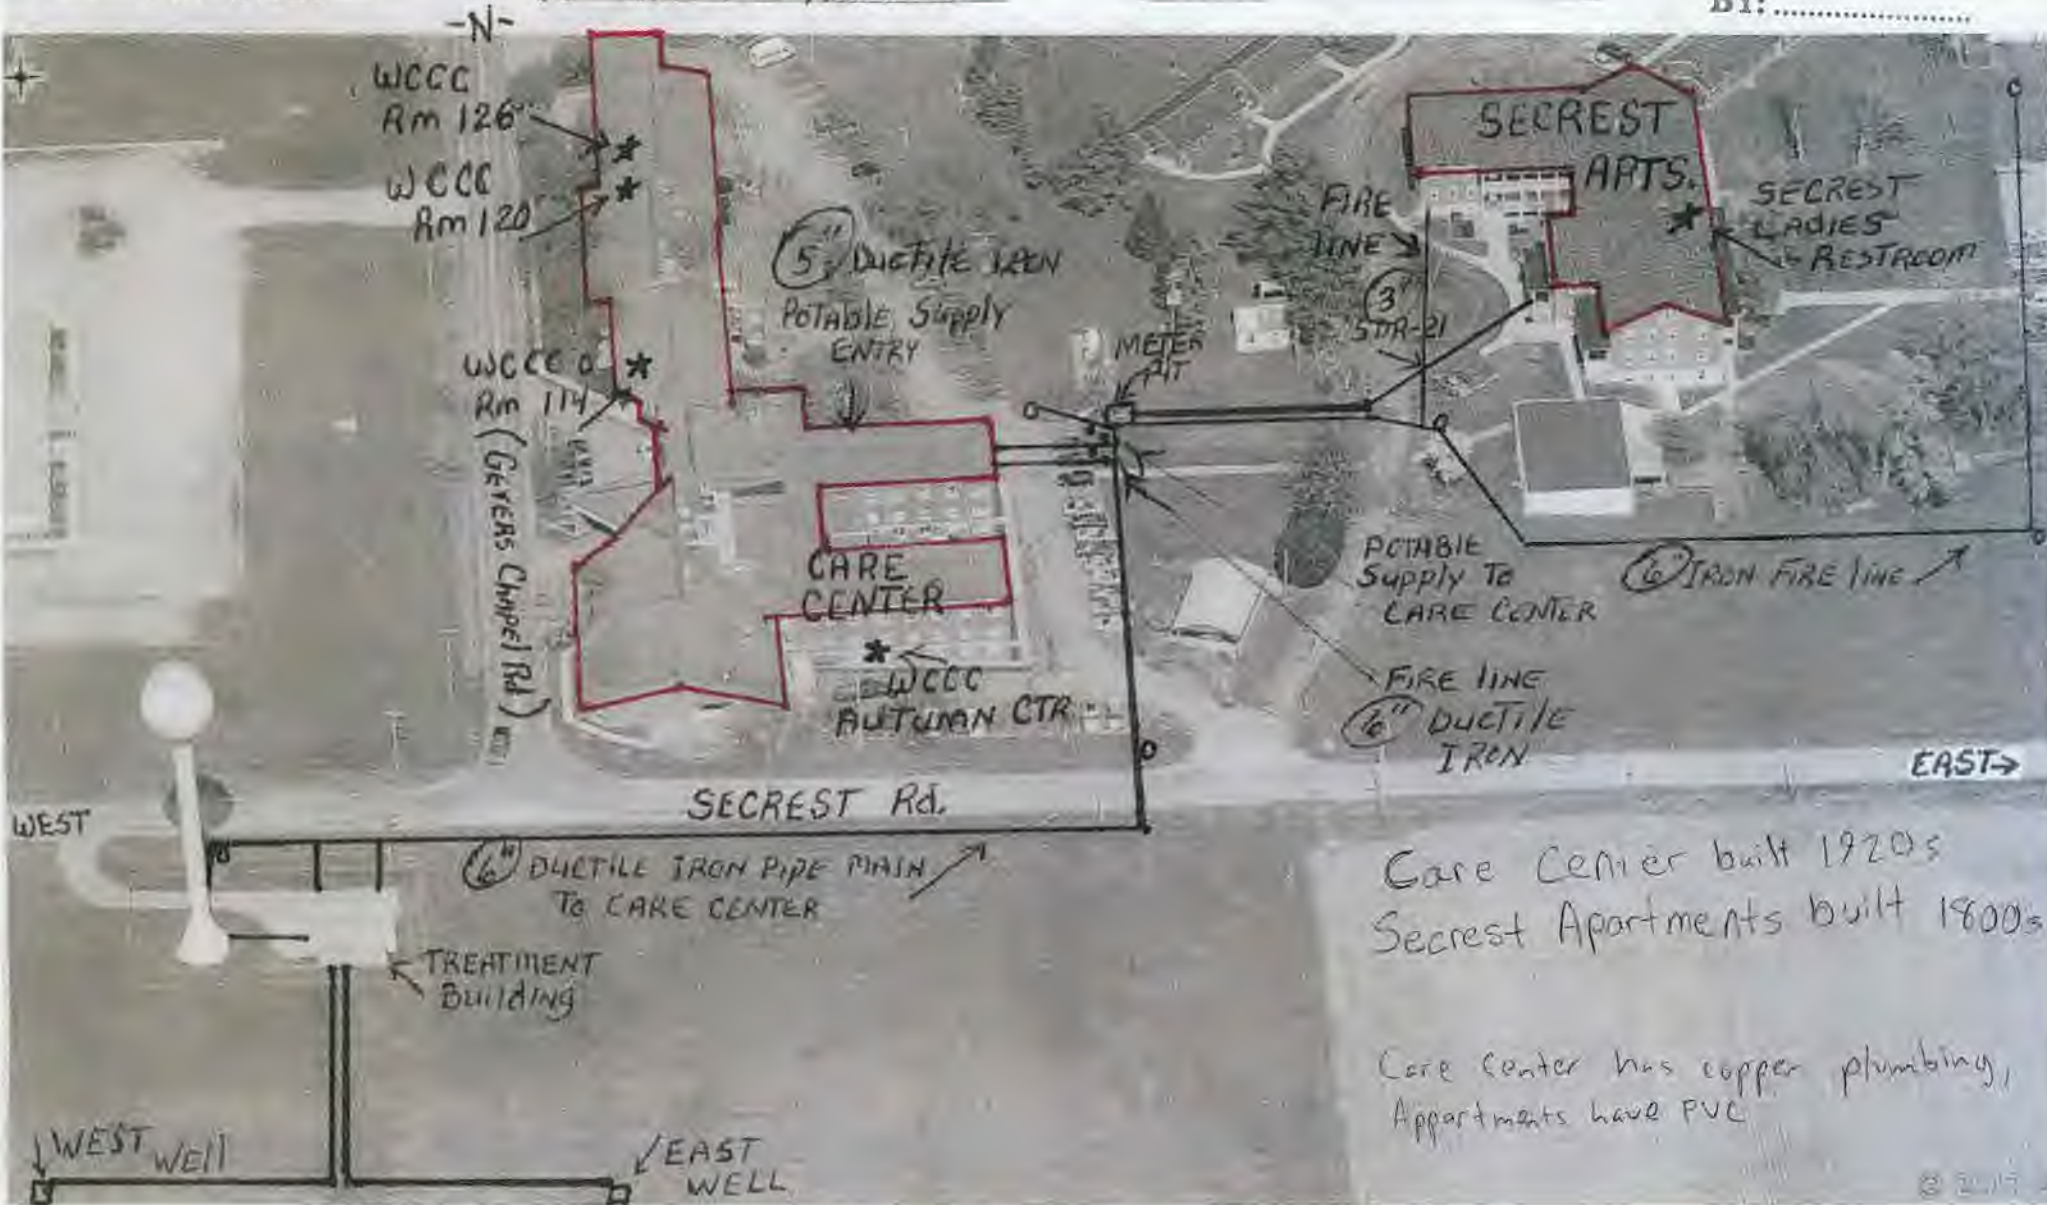 BY:
-N-
WCCC
Rm 126
WCCC
Rm 120
SECREST
APTS.
FIRE
LINE
SECREST
LADIES
RESTROOM
5" DUCTILE IRON
POTABLE Supply
ENTRY
3"
SDR-21
METER
PIT
WCCC
Rm 114
(GEYERS ChApEl Rd)
CARE
CENTER
POTABLE
Supply To
CARE CENTER
6" IRON FIRE LINE
WCCC
AUTUMN CTR
FIRE LINE
6" DUCTILE
IRON
EAST
SECREST Rd.
WEST
6" DUCTILE IRON PIPE MAIN
To CARE CENTER
Care Center built 1920s
Secrest Apartments built 1800's
TREATMENT
Building
Care Center has copper plumbing,
Appartments have PVC
WEST WEll
EAST
WELL